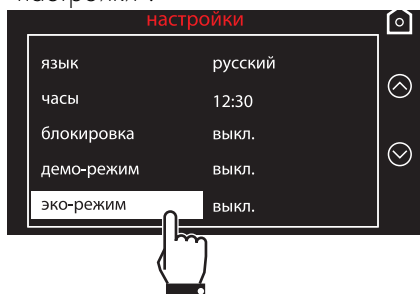 настройки
язык русский
часы 12:30
блокировка выкл.
демо-режим выкл.
эко-режим выкл.